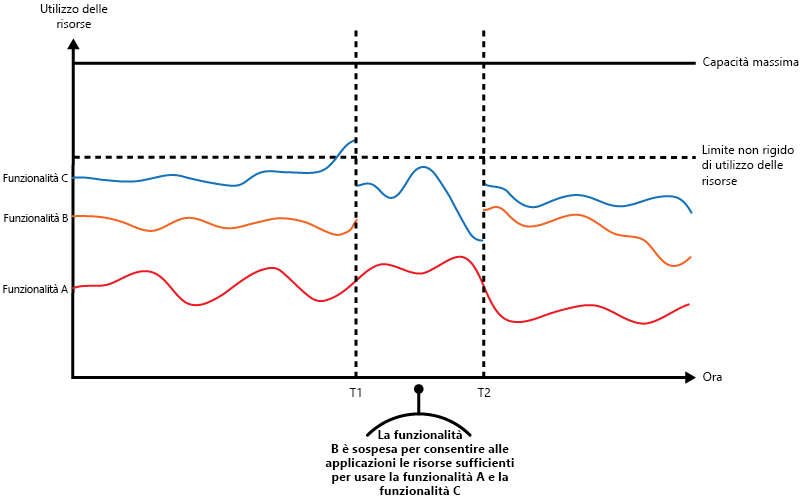 Utilizzo delle
risorse
Capacità massima
Limite non rigido
di utilizzo delle
risorse
Funzionalità C
Funzionalità B
Funzionalità A
Ora
T1
T2
La funzionalità
B è sospesa per consentire alle
applicazioni le risorse sufficienti
per usare la funzionalità A e la
funzionalità C